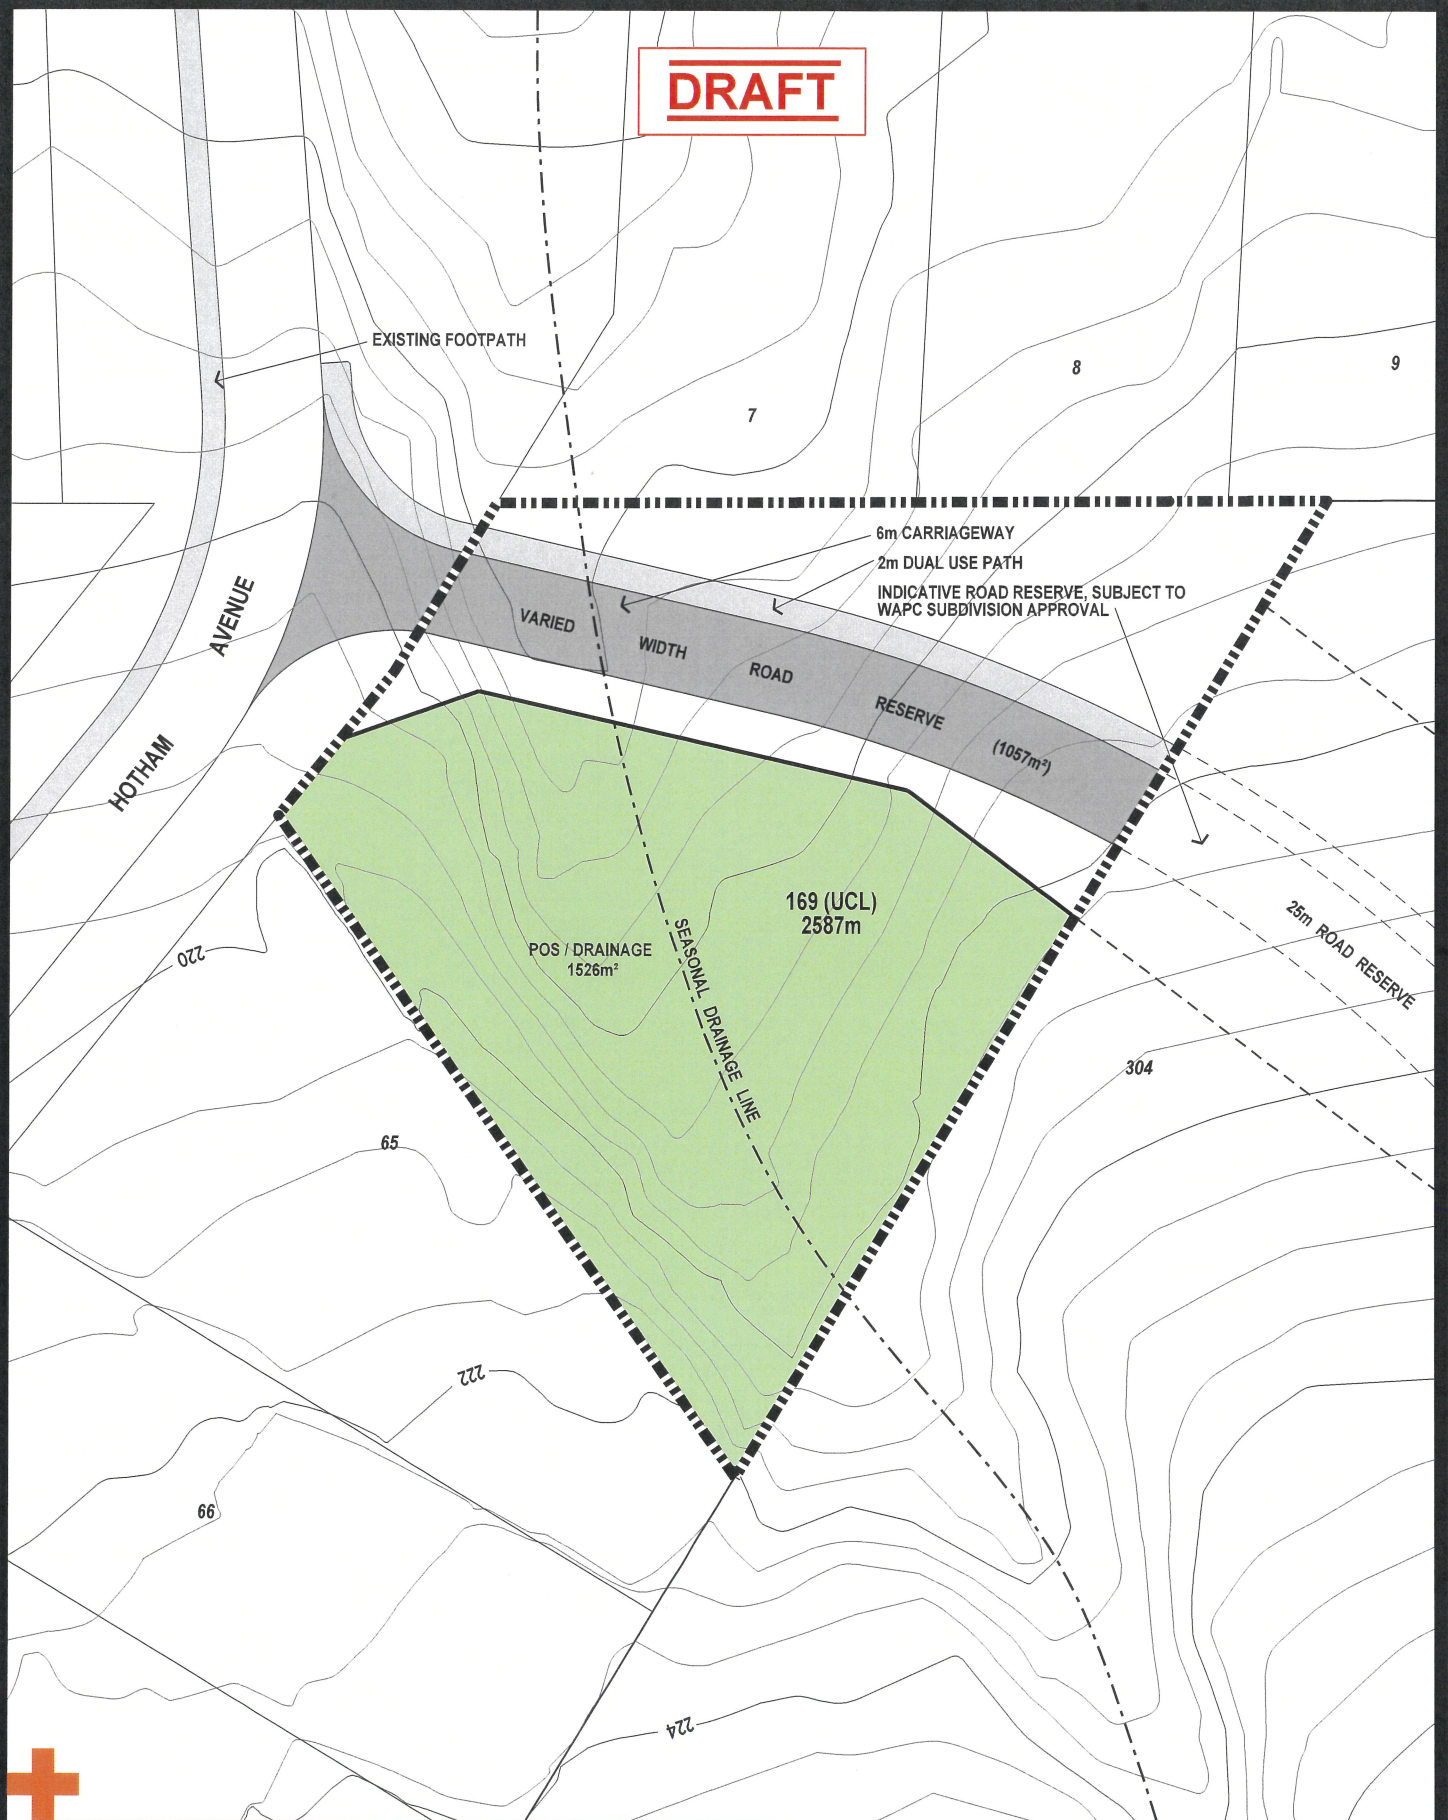 DRAFT
EXISTING FOOTPATH
8
9
7
6m CARRIAGEWAY
2m DUAL USE PATH
INDICATIVE ROAD RESERVE, SUBJECT TO
WAPC SUBDIVISION APPROVAL
HOTHAM AVENUE
VARIED WIDTH ROAD RESERVE (1057m²)
169 (UCL)
2587m
POS / DRAINAGE
1526m²
SEASONAL DRAINAGE LINE
25m ROAD RESERVE
220
304
65
222
66
224